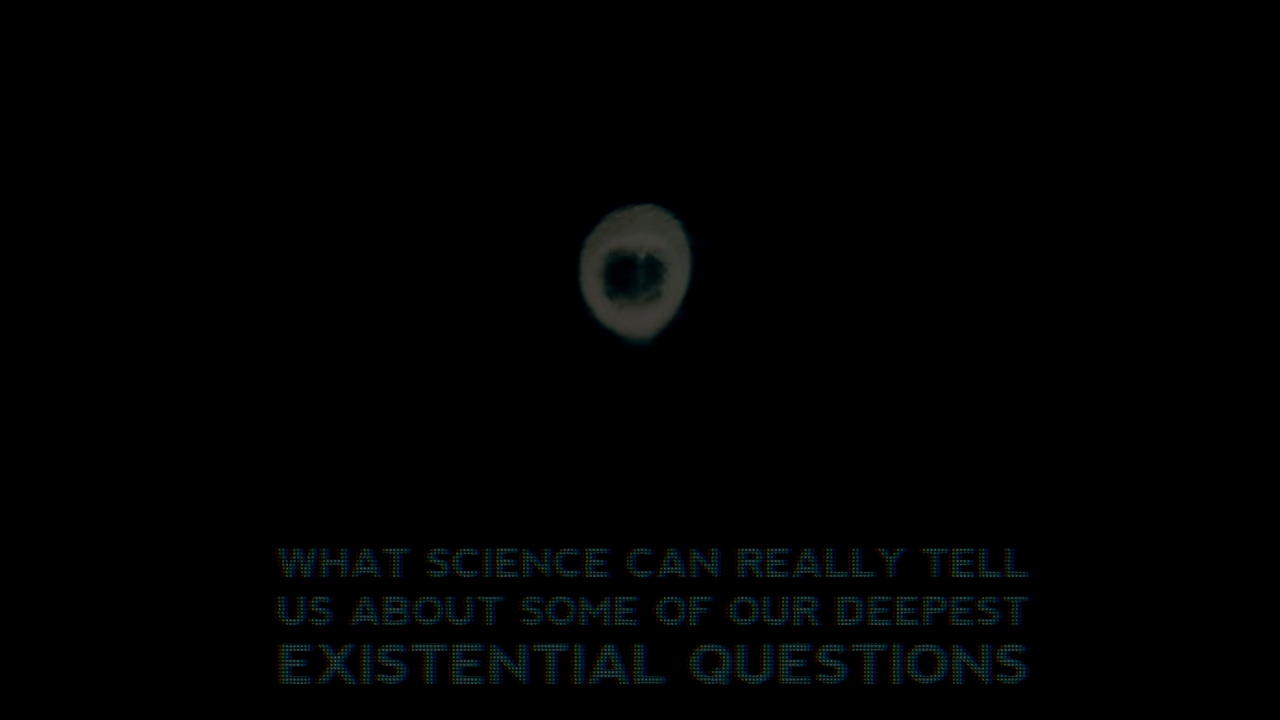 WHAT SCIENCE CAN REALLY TELL
US ABOUT SOME OF OUR DEEPEST
EXISTENTIAL QUESTIONS